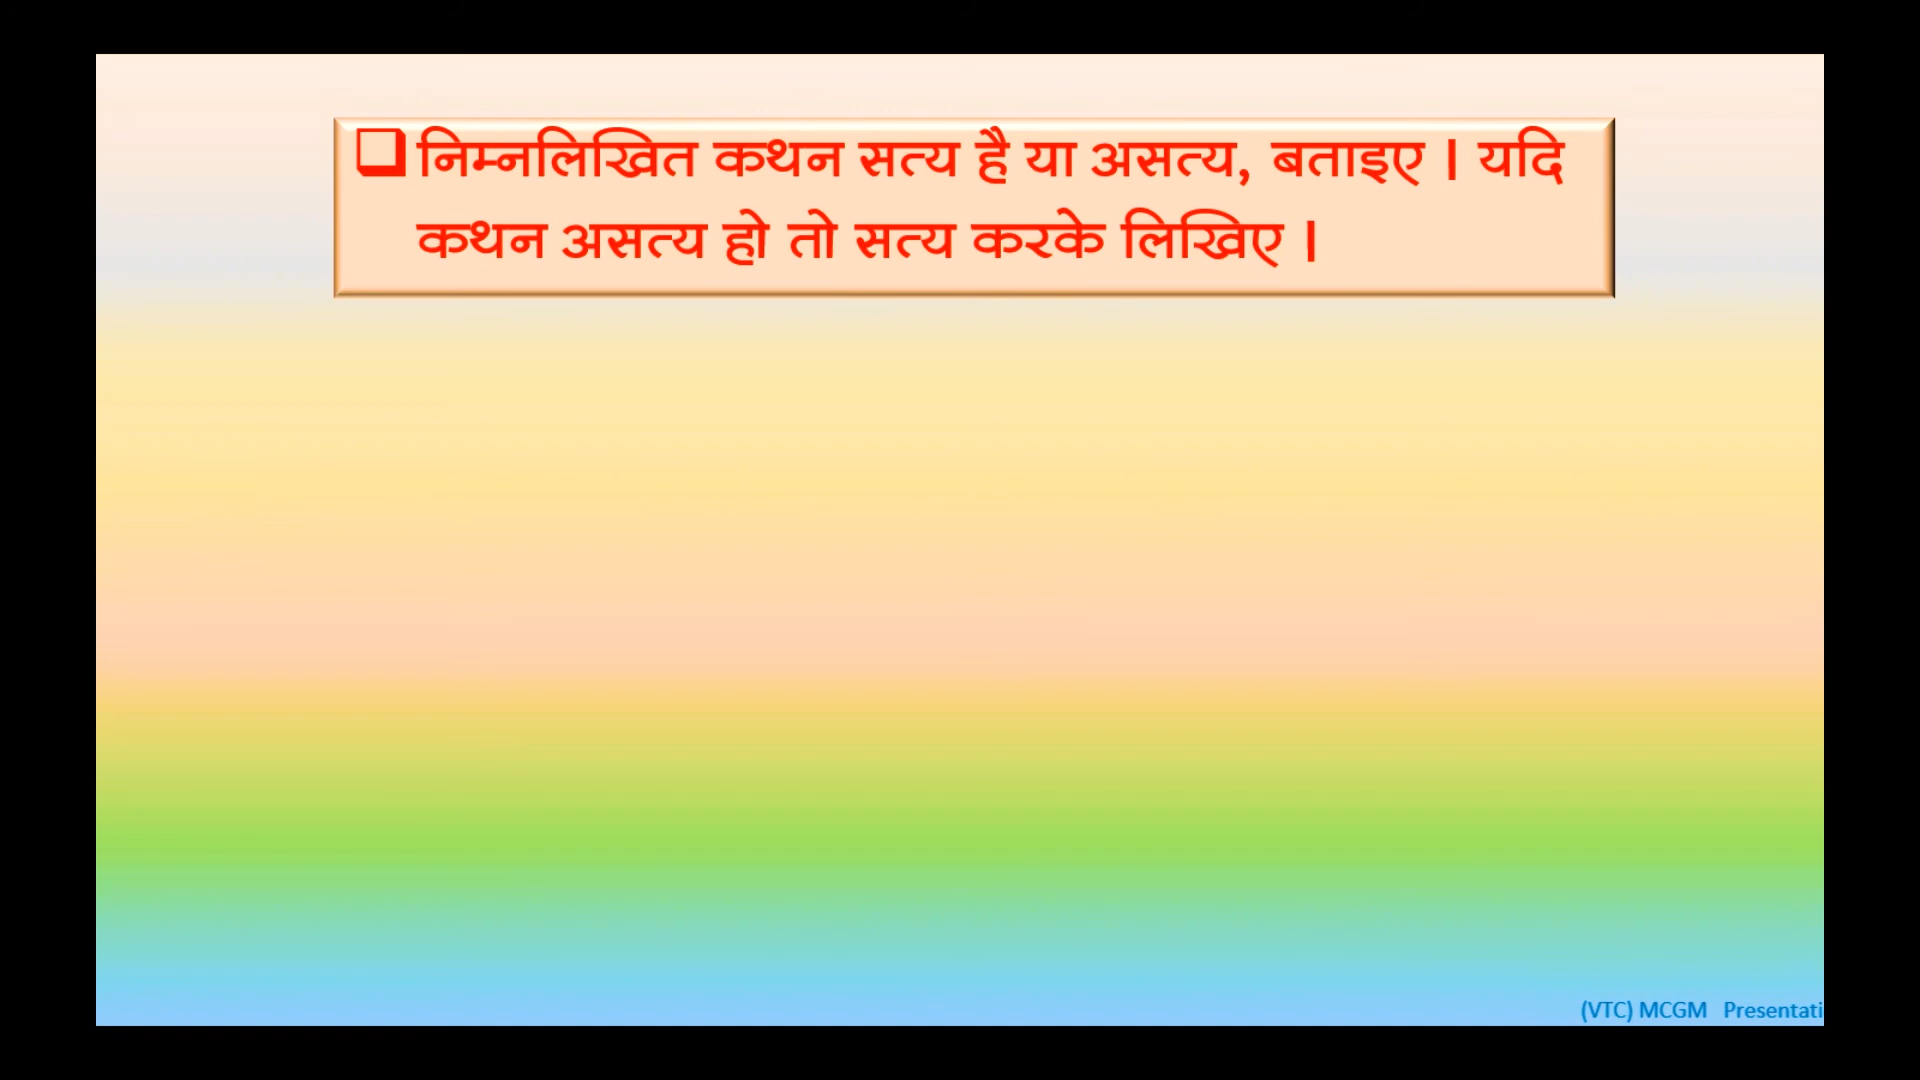 ❑ निम्नलिखित कथन सत्य है या असत्य, बताइए । यदि
कथन असत्य हो तो सत्य करके लिखिए ।
(VTC) MCGM Presentati